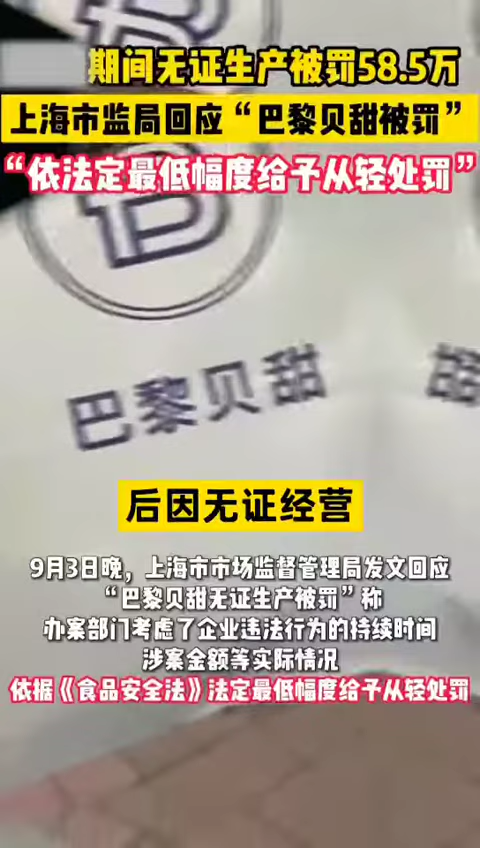 期间无证生产被罚58.5万
上海市监局回应“巴黎贝甜被罚”
“依法定最低幅度给予从轻处罚”
巴黎贝甜
甜
后因无证经营
9月3日晚，上海市市场监督管理局发文回应
“巴黎贝甜无证生产被罚”称
办案部门考虑了企业违法行为的持续时间
涉案金额等实际情况
依据《食品安全法》法定最低幅度给予从轻处罚